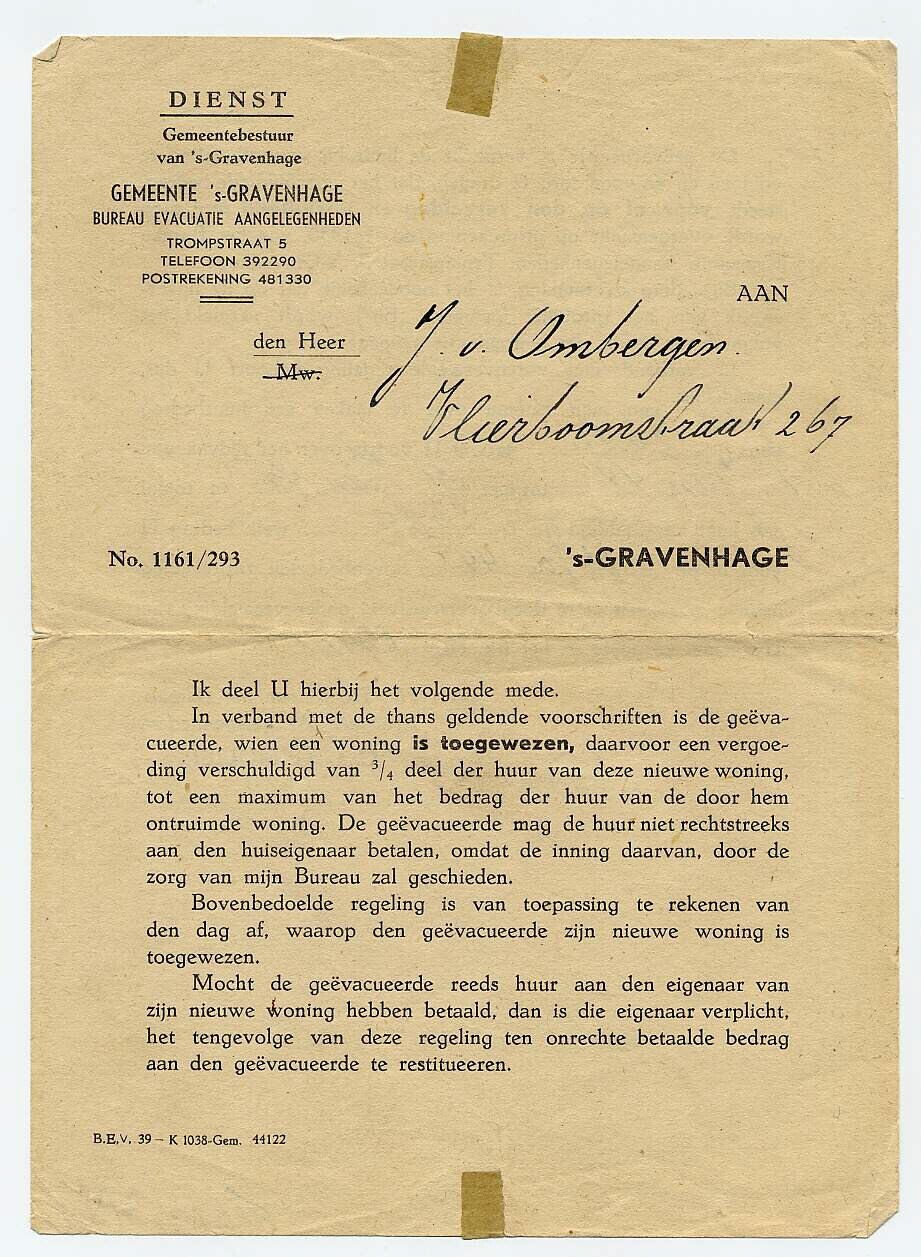 DIENST
Gemeentebestuur
van 's-Gravenhage
GEMEENTE 's-GRAVENHAGE
BUREAU EVACUATIE AANGELEGENHEDEN
TROMPSTRAAT 5
TELEFOON 392290
POSTREKENING 481330
AAN
den Heer
Mw.
J. v. Ombergen.
Vlierboomstraat 267
No. 1161/293
's-GRAVENHAGE
Ik deel U hierbij het volgende mede.
In verband met de thans geldende voorschriften is de geëva-
cueerde, wien een woning is toegewezen, daarvoor een vergoe-
ding verschuldigd van 3/4 deel der huur van deze nieuwe woning,
tot een maximum van het bedrag der huur van de door hem
ontruimde woning. De geëvacueerde mag de huur niet rechtstreeks
aan den huiseigenaar betalen, omdat de inning daarvan, door de
zorg van mijn Bureau zal geschieden.
Bovenbedoelde regeling is van toepassing te rekenen van
den dag af, waarop den geëvacueerde zijn nieuwe woning is
toegewezen.
Mocht de geëvacueerde reeds huur aan den eigenaar van
zijn nieuwe woning hebben betaald, dan is die eigenaar verplicht,
het tengevolge van deze regeling ten onrechte betaalde bedrag
aan den geëvacueerde te restitueeren.
B.E.V. 39 – K 1038-Gem. 44122